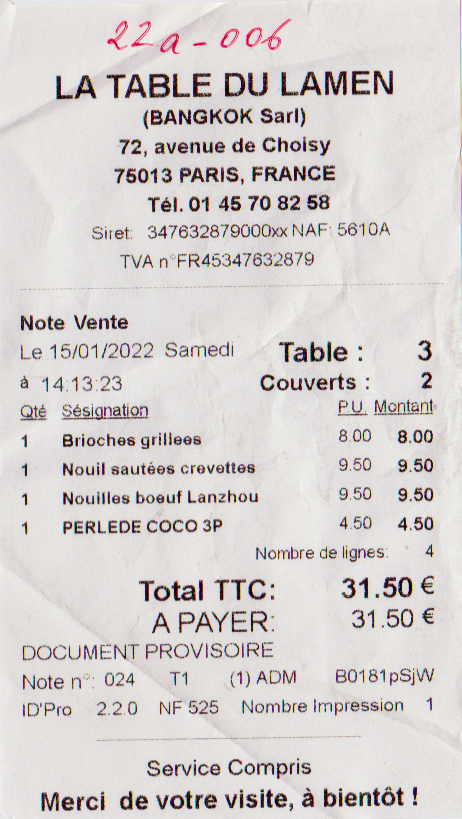 22a-006
LA TABLE DU LAMEN
(BANGKOK Sarl)
72, avenue de Choisy
75013 PARIS, FRANCE
Tél. 01 45 70 82 58
Siret: 347632879000xx NAF: 5610A
TVA n°FR45347632879
Note Vente
Le 15/01/2022 Samedi Table : 3
à 14:13:23 Couverts : 2
Qté Sésignation P.U. Montant
1 Brioches grillees 8.00 8.00
1 Nouil sautées crevettes 9.50 9.50
1 Nouilles boeuf Lanzhou 9.50 9.50
1 PERLEDE COCO 3P 4.50 4.50
Nombre de lignes: 4
Total TTC: 31.50 €
A PAYER: 31.50 €
DOCUMENT PROVISOIRE
Note n°: 024 T1 (1) ADM B0181pSjW
ID'Pro 2.2.0 NF 525 Nombre Impression 1
Service Compris
Merci de votre visite, à bientôt !